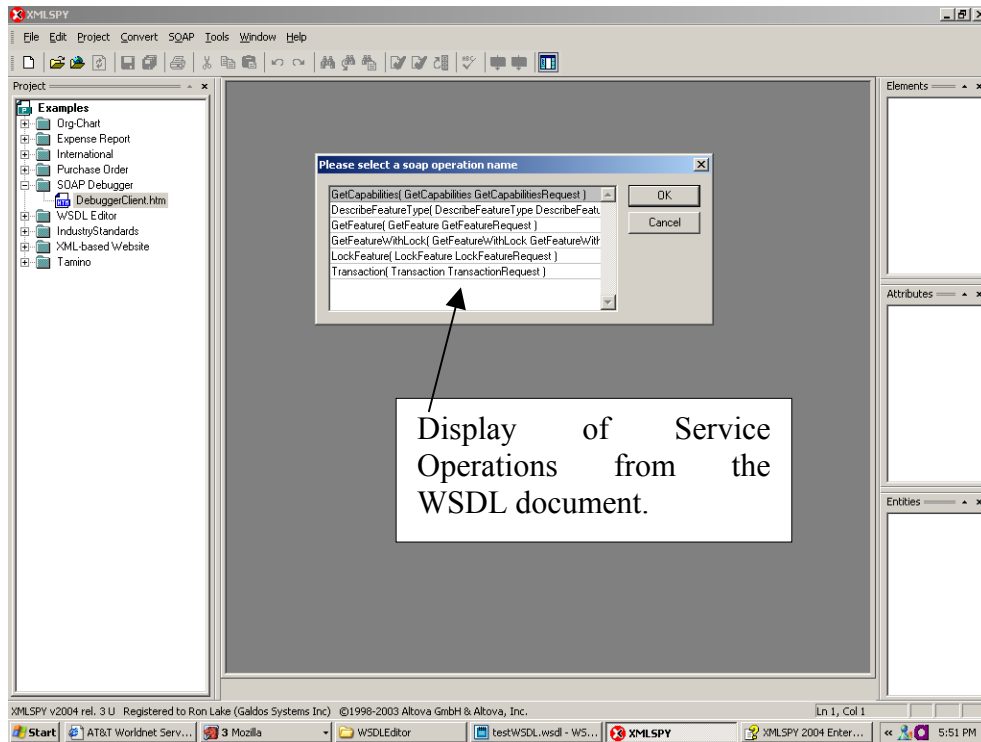 XMLSPY
File Edit Project Convert SOAP Tools Window Help
Project
Examples
Org-Chart
Expense Report
International
Purchase Order
SOAP Debugger
DebuggerClient.htm
WSDL Editor
IndustryStandards
XML-based Website
Tamino
Please select a soap operation name
GetCapabilities( GetCapabilities GetCapabilitiesRequest )
DescribeFeatureType( DescribeFeatureType DescribeFeatu
GetFeature( GetFeature GetFeatureRequest )
GetFeatureWithLock( GetFeatureWithLock GetFeatureWith
LockFeature( LockFeature LockFeatureRequest )
Transaction( Transaction TransactionRequest )
OK
Cancel
Display of Service
Operations from the
WSDL document.
Elements
Attributes
Entities
XMLSPY v2004 rel. 3 U Registered to Ron Lake (Galdos Systems Inc) ©1998-2003 Altova GmbH & Altova, Inc.
Ln 1, Col 1
Start AT&T Worldnet Serv... 3 Mozilla WSDLEditor testWSDL.wsdl - WS... XMLSPY XMLSPY 2004 Enter... « 5:51 PM